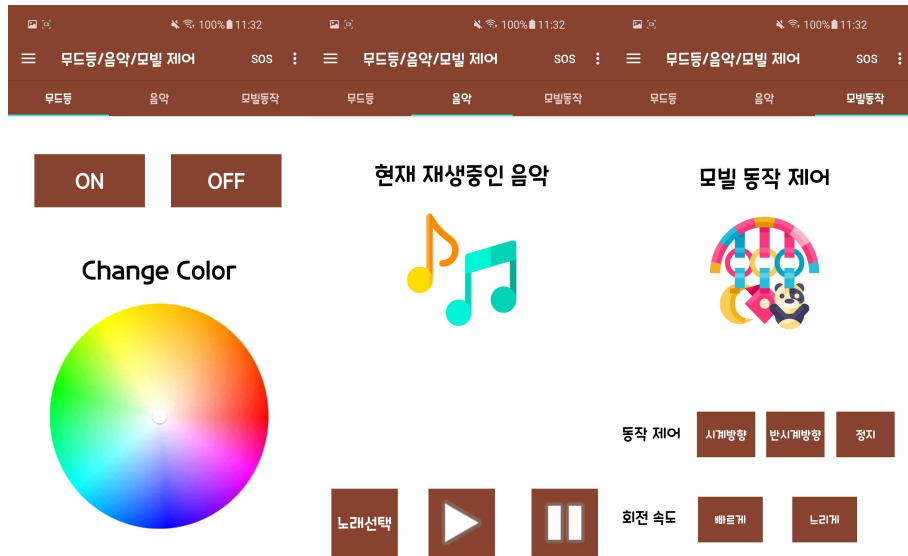 100% 11:32
무드등/음악/모빌 제어 SOS
무드등 음악 모빌동작
ON OFF
Change Color
100% 11:32
무드등/음악/모빌 제어 SOS
무드등 음악 모빌동작
현재 재생중인 음악
노래선택
100% 11:32
무드등/음악/모빌 제어 SOS
무드등 음악 모빌동작
모빌 동작 제어
동작 제어 시계방향 반시계방향 정지
회전 속도 빠르게 느리게